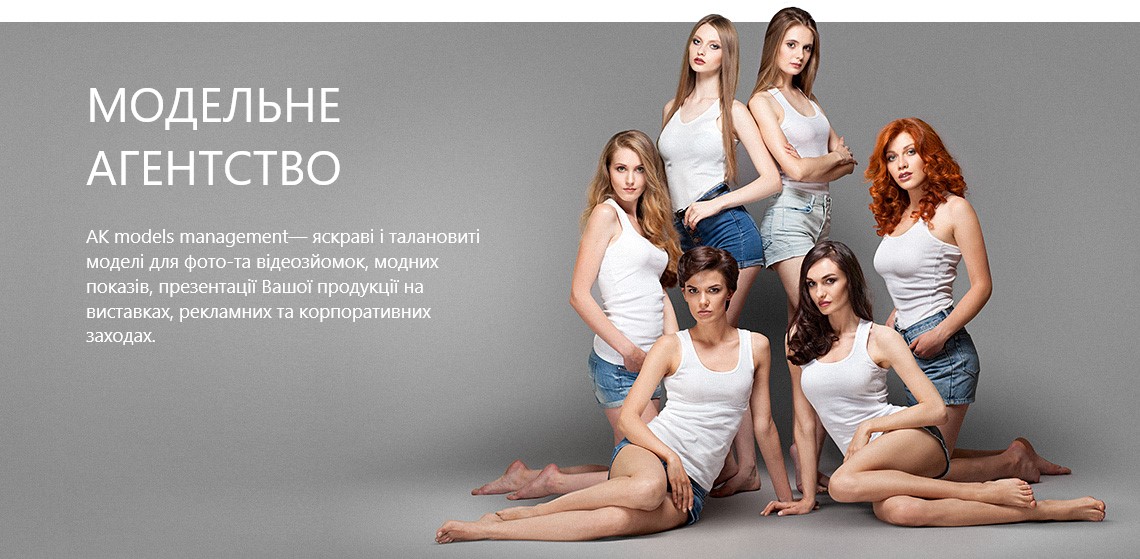 МОДЕЛЬНЕ
АГЕНТСТВО
AK models management— яскраві і талановиті
моделі для фото-та відеозйомок, модних
показів, презентації Вашої продукції на
виставках, рекламних та корпоративних
заходах.